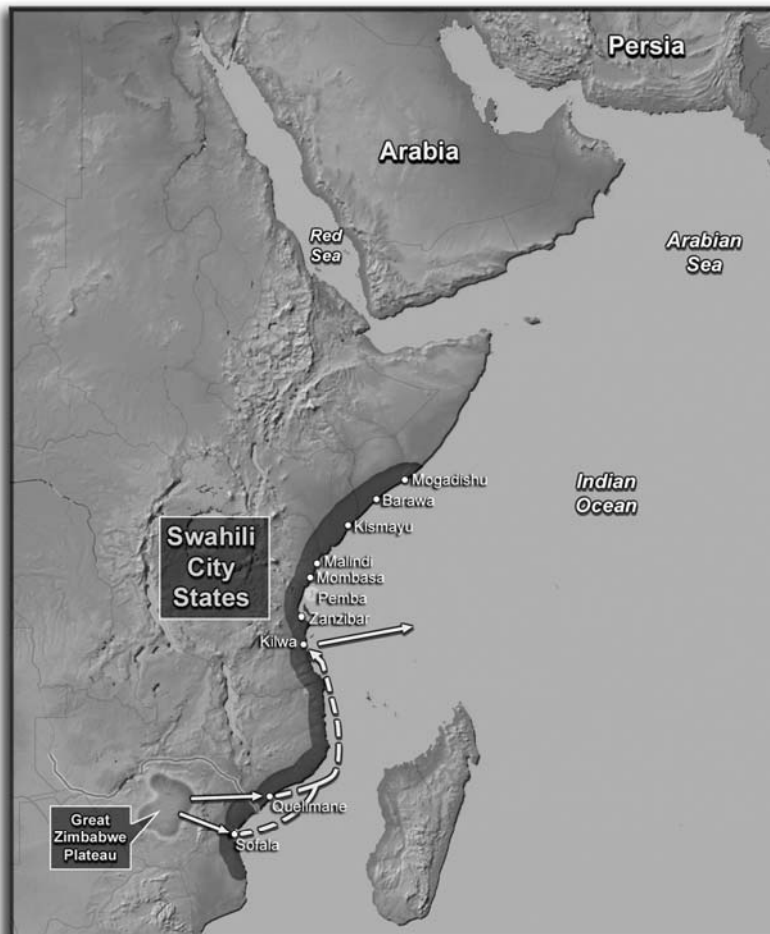 Persia
Arabia
Red
Sea
Arabian
Sea
Mogadishu
Indian
Ocean
Barawa
Swahili
City
States
Kismayu
Malindi
Mombasa
Pemba
Zanzibar
Kilwa
Quelimane
Great
Zimbabwe
Plateau
Sofala